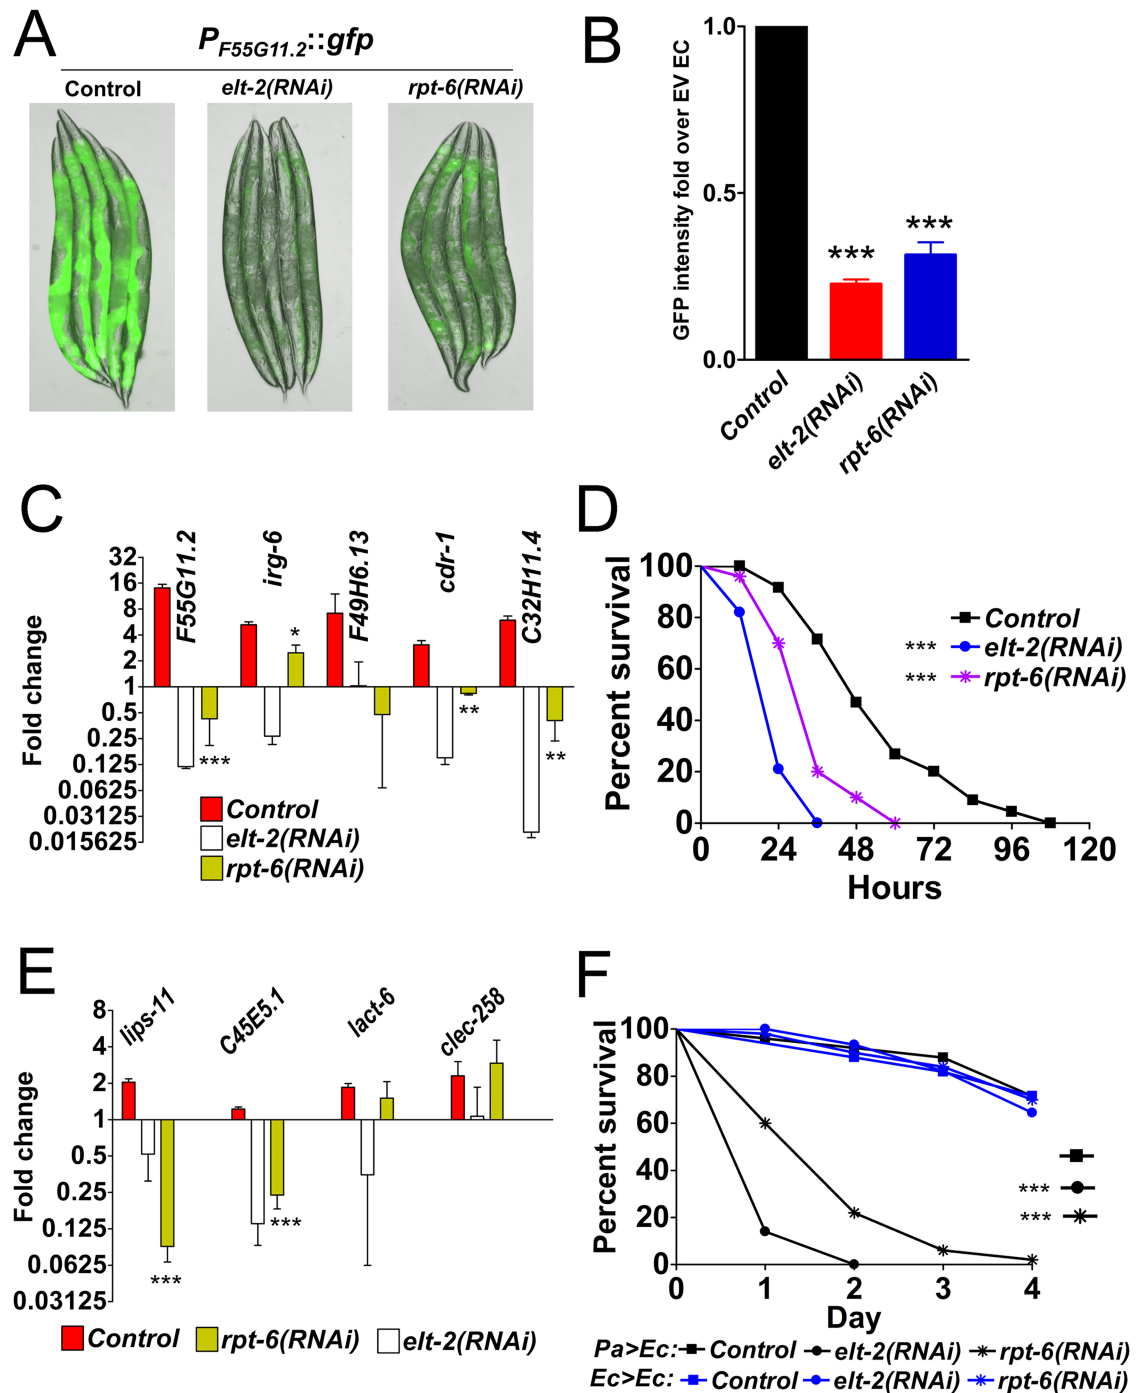 A
P F55G11.2::gfp
Control elt-2(RNAi) rpt-6(RNAi)
B
GFP intensity fold over EV EC
1.0
0.5
0.0
***
***
Control
elt-2(RNAi)
rpt-6(RNAi)
C
Fold change
32
16
8
4
2
1
0.5
0.25
0.125
0.0625
0.03125
0.015625
F55G11.2
irg-6
F49H6.13
cdr-1
C32H11.4
***
*
**
**
Control
elt-2(RNAi)
rpt-6(RNAi)
D
Percent survival
100
80
60
40
20
0
0 24 48 72 96 120
Hours
Control
*** elt-2(RNAi)
*** rpt-6(RNAi)
E
Fold change
8
4
2
1
0.5
0.25
0.125
0.0625
0.03125
lips-11
C45E5.1
lact-6
clec-258
***
***
Control rpt-6(RNAi) elt-2(RNAi)
F
Percent survival
100
80
60
40
20
0
0 1 2 3 4
Day
***
***
Pa>Ec: Control elt-2(RNAi) rpt-6(RNAi)
Ec>Ec: Control elt-2(RNAi) rpt-6(RNAi)